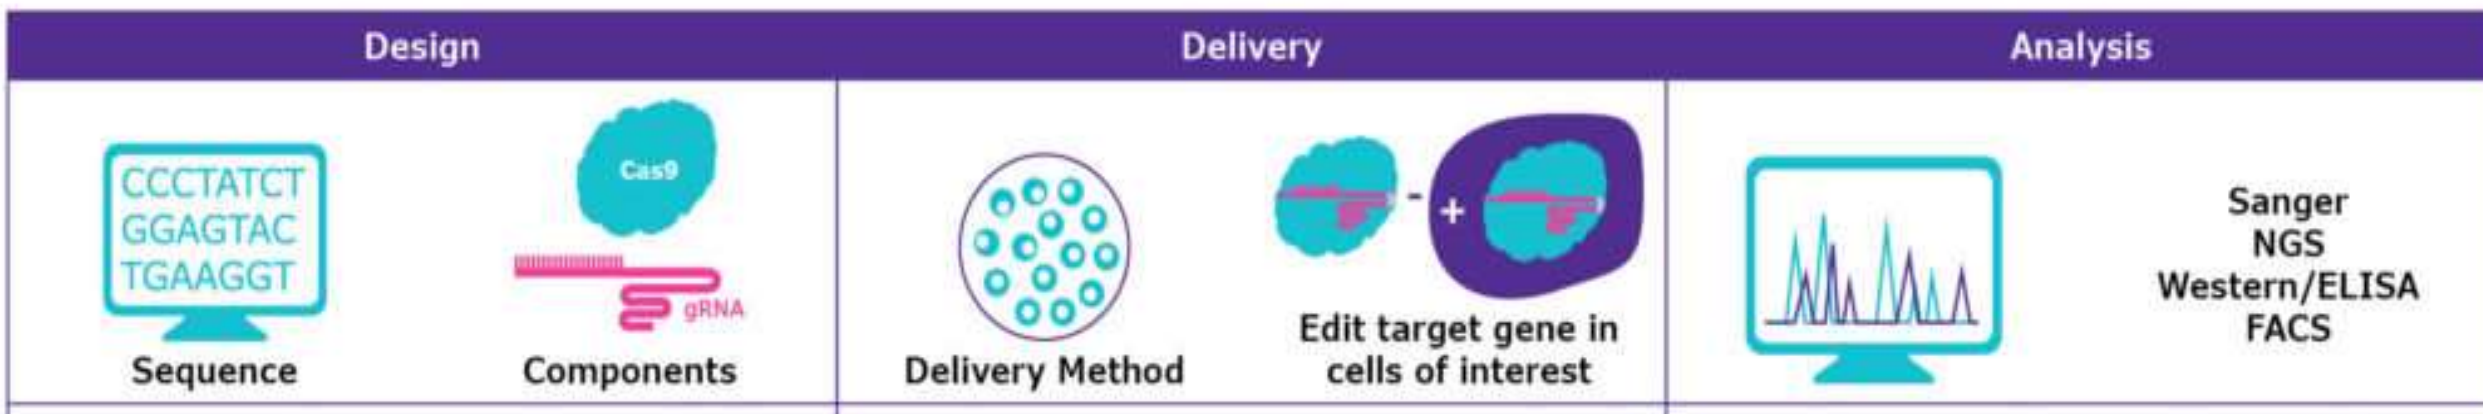 Design
Delivery
Analysis
CCCTATCT
GGAGTAC
TGAAGGT
Sequence
Cas9
gRNA
Components
Delivery Method
- +
Edit target gene in
cells of interest
Sanger
NGS
Western/ELISA
FACS